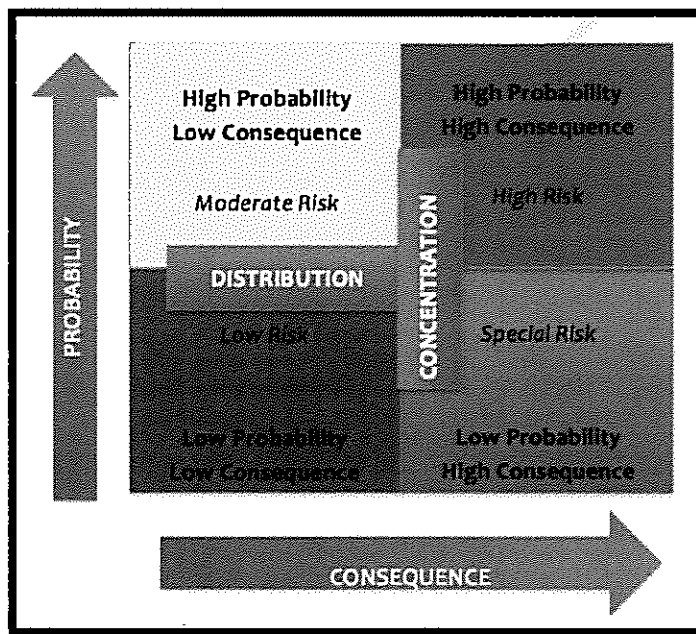 High Probability
Low Consequence
High Probability
High Consequence
Moderate Risk
High Risk
PROBABILITY
DISTRIBUTION
CONCENTRATION
Low Risk
Special Risk
Low Probability
Low Consequence
Low Probability
High Consequence
CONSEQUENCE